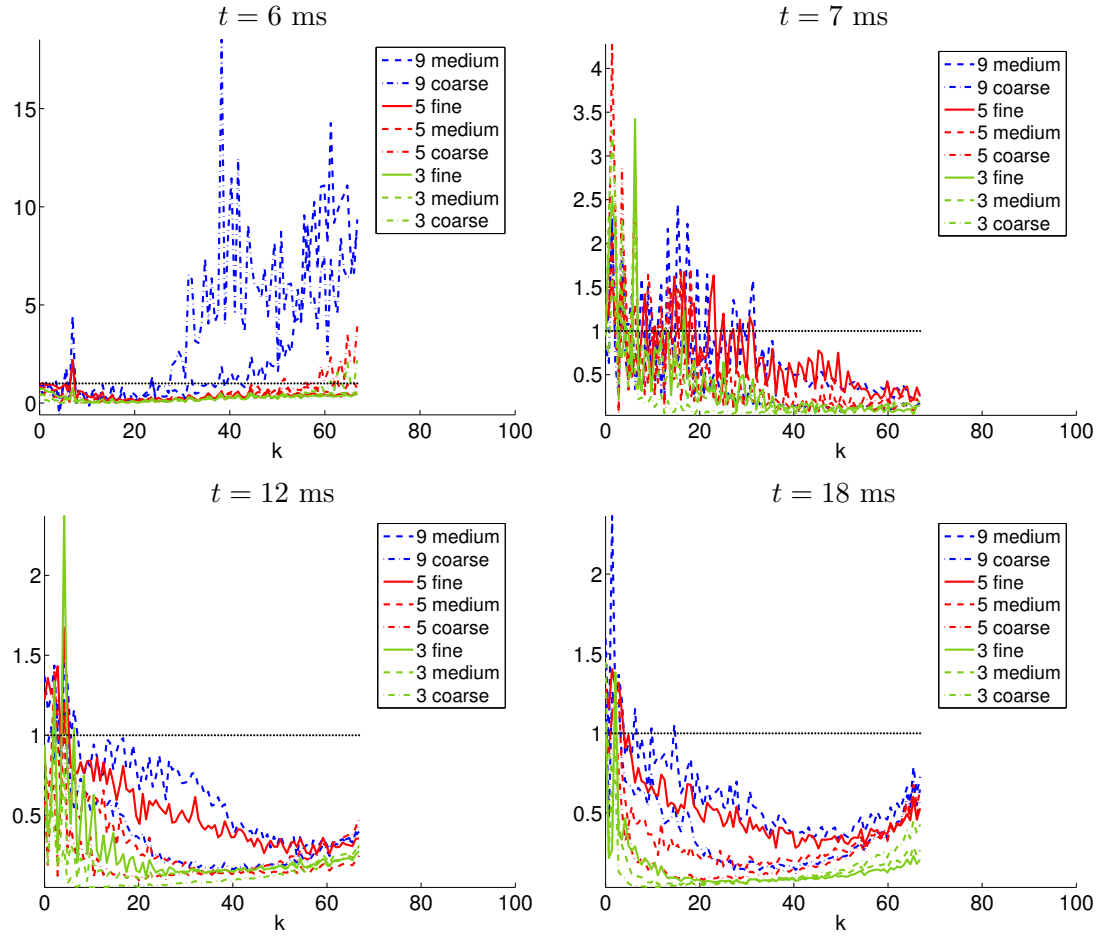 t = 6 ms
15
10
5
1
0
0
20
40
60
80
100
k
9 medium
9 coarse
5 fine
5 medium
5 coarse
3 fine
3 medium
3 coarse
t = 7 ms
4
3.5
3
2.5
2
1.5
1
0.5
0
20
40
60
80
100
k
9 medium
9 coarse
5 fine
5 medium
5 coarse
3 fine
3 medium
3 coarse
t = 12 ms
2
1.5
1
0.5
0
20
40
60
80
100
k
9 medium
9 coarse
5 fine
5 medium
5 coarse
3 fine
3 medium
3 coarse
t = 18 ms
2
1.5
1
0.5
0
20
40
60
80
100
k
9 medium
9 coarse
5 fine
5 medium
5 coarse
3 fine
3 medium
3 coarse